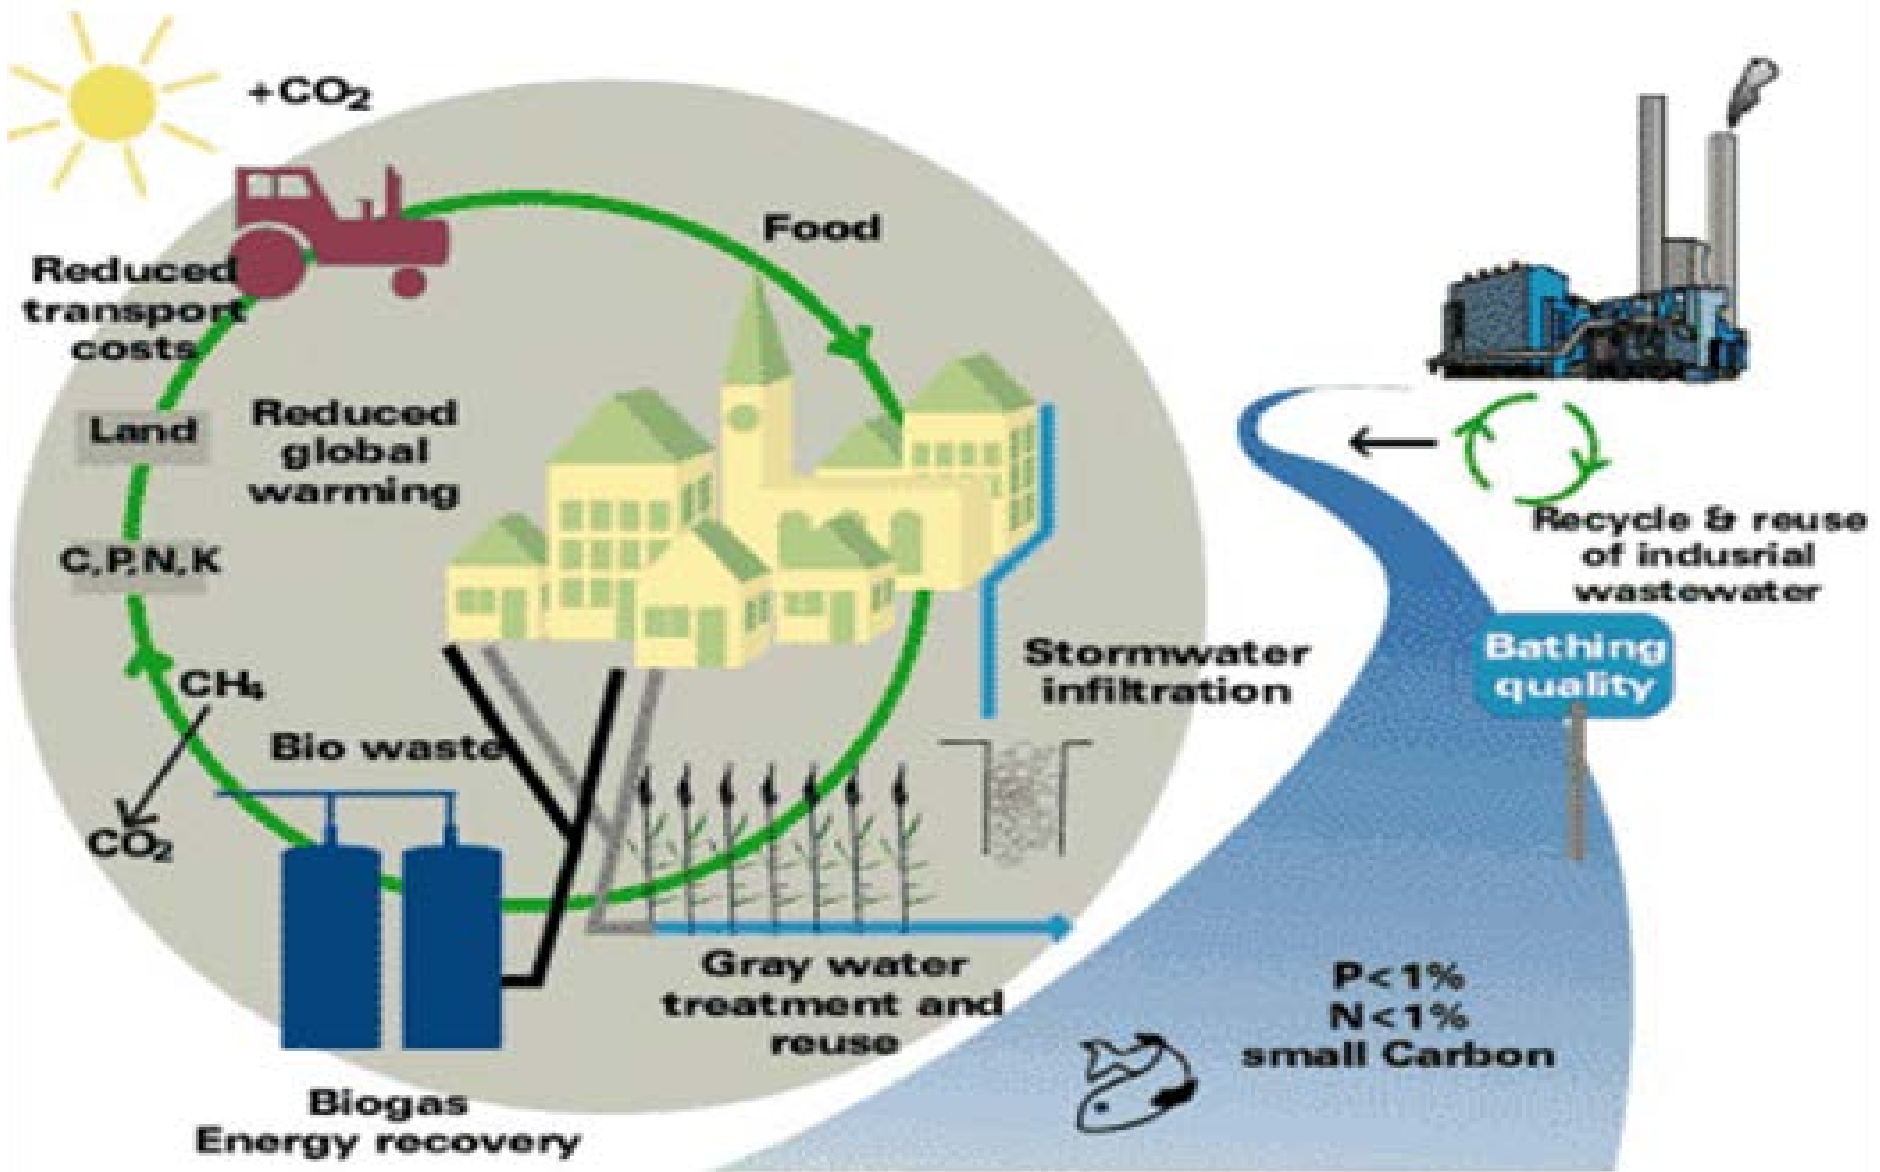 +CO₂
Food
Reduced
transport
costs
Land
Reduced
global
warming
C,P,N,K
CH₄
CO₂
Bio waste
Stormwater
infiltration
Gray water
treatment and
reuse
Biogas
Energy recovery
Recycle & reuse
of indusrial
wastewater
Bathing
quality
P<1%
N<1%
small Carbon